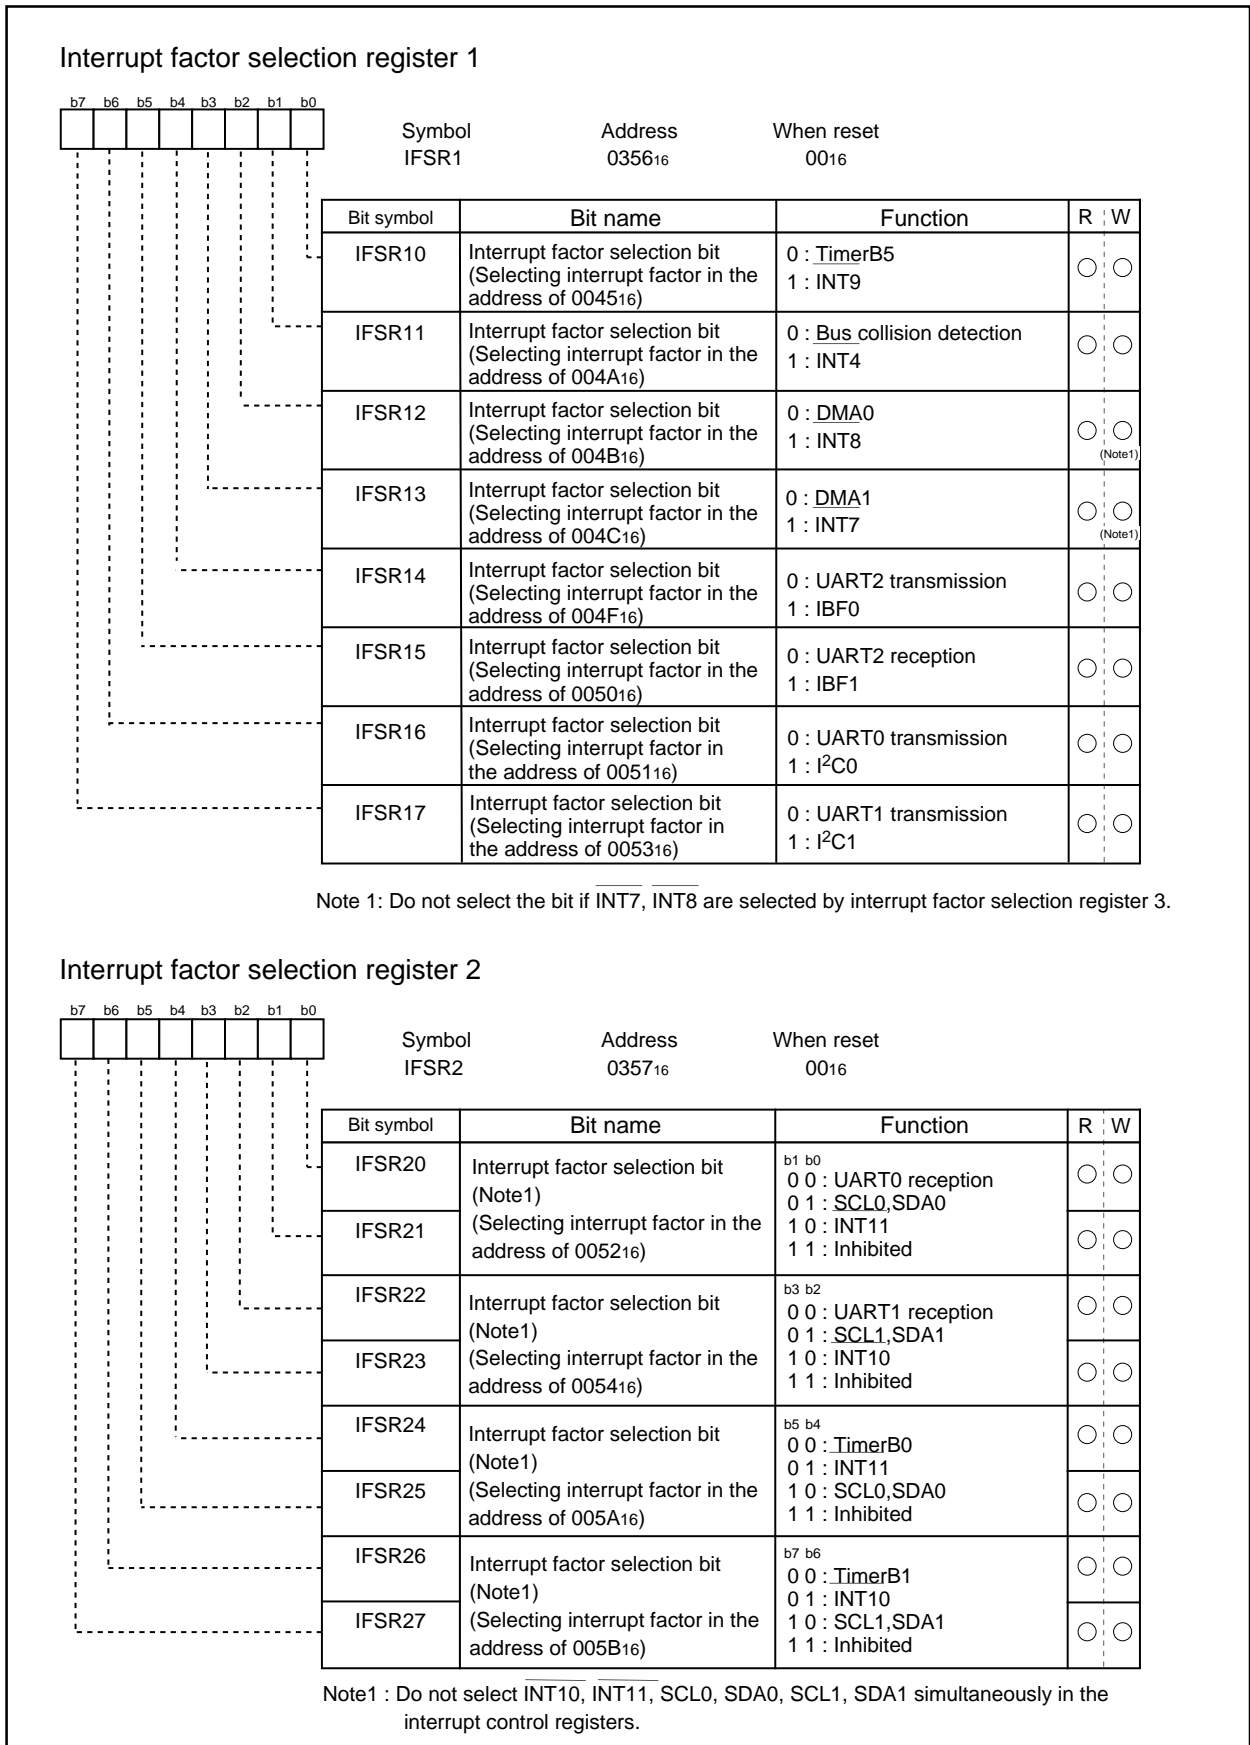 Interrupt factor selection register 1
b7 b6 b5 b4 b3 b2 b1 b0
Symbol Address When reset
IFSR1 035616 0016
Bit symbol Bit name Function R W
IFSR10 Interrupt factor selection bit
(Selecting interrupt factor in the
address of 004516)
0 : TimerB5
1 : INT9
IFSR11 Interrupt factor selection bit
(Selecting interrupt factor in the
address of 004A16)
0 : Bus collision detection
1 : INT4
IFSR12 Interrupt factor selection bit
(Selecting interrupt factor in the
address of 004B16)
0 : DMA0
1 : INT8
(Note1)
IFSR13 Interrupt factor selection bit
(Selecting interrupt factor in the
address of 004C16)
0 : DMA1
1 : INT7
(Note1)
IFSR14 Interrupt factor selection bit
(Selecting interrupt factor in the
address of 004F16)
0 : UART2 transmission
1 : IBF0
IFSR15 Interrupt factor selection bit
(Selecting interrupt factor in the
address of 005016)
0 : UART2 reception
1 : IBF1
IFSR16 Interrupt factor selection bit
(Selecting interrupt factor in
the address of 005116)
0 : UART0 transmission
1 : I2C0
IFSR17 Interrupt factor selection bit
(Selecting interrupt factor in
the address of 005316)
0 : UART1 transmission
1 : I2C1
Note 1: Do not select the bit if INT7, INT8 are selected by interrupt factor selection register 3.
Interrupt factor selection register 2
b7 b6 b5 b4 b3 b2 b1 b0
Symbol Address When reset
IFSR2 035716 0016
Bit symbol Bit name Function R W
IFSR20
IFSR21
Interrupt factor selection bit
(Note1)
(Selecting interrupt factor in the
address of 005216)
b1 b0
0 0 : UART0 reception
0 1 : SCL0,SDA0
1 0 : INT11
1 1 : Inhibited
IFSR22
IFSR23
Interrupt factor selection bit
(Note1)
(Selecting interrupt factor in the
address of 005416)
b3 b2
0 0 : UART1 reception
0 1 : SCL1,SDA1
1 0 : INT10
1 1 : Inhibited
IFSR24
IFSR25
Interrupt factor selection bit
(Note1)
(Selecting interrupt factor in the
address of 005A16)
b5 b4
0 0 : TimerB0
0 1 : INT11
1 0 : SCL0,SDA0
1 1 : Inhibited
IFSR26
IFSR27
Interrupt factor selection bit
(Note1)
(Selecting interrupt factor in the
address of 005B16)
b7 b6
0 0 : TimerB1
0 1 : INT10
1 0 : SCL1,SDA1
1 1 : Inhibited
Note1 : Do not select INT10, INT11, SCL0, SDA0, SCL1, SDA1 simultaneously in the
interrupt control registers.